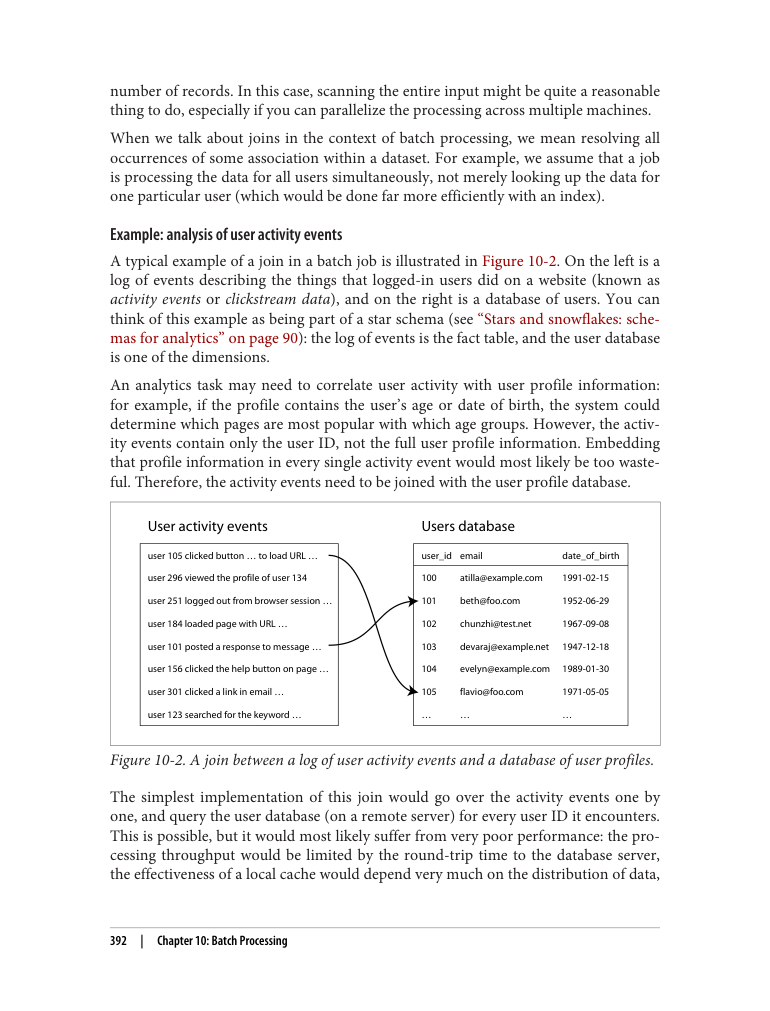 number of records. In this case, scanning the entire input might be quite a reasonable
thing to do, especially if you can parallelize the processing across multiple machines.
When we talk about joins in the context of batch processing, we mean resolving all
occurrences of some association within a dataset. For example, we assume that a job
is processing the data for all users simultaneously, not merely looking up the data for
one particular user (which would be done far more efficiently with an index).
Example: analysis of user activity events
A typical example of a join in a batch job is illustrated in Figure 10-2. On the left is a
log of events describing the things that logged-in users did on a website (known as
activity events or clickstream data), and on the right is a database of users. You can
think of this example as being part of a star schema (see “Stars and snowflakes: sche-
mas for analytics” on page 90): the log of events is the fact table, and the user database
is one of the dimensions.
An analytics task may need to correlate user activity with user profile information:
for example, if the profile contains the user’s age or date of birth, the system could
determine which pages are most popular with which age groups. However, the activ-
ity events contain only the user ID, not the full user profile information. Embedding
that profile information in every single activity event would most likely be too waste-
ful. Therefore, the activity events need to be joined with the user profile database.
User activity events
user 105 clicked button … to load URL …
user 296 viewed the profile of user 134
user 251 logged out from browser session …
user 184 loaded page with URL …
user 101 posted a response to message …
user 156 clicked the help button on page …
user 301 clicked a link in email …
user 123 searched for the keyword …
Users database
user_id email date_of_birth
100 atilla@example.com 1991-02-15
101 beth@foo.com 1952-06-29
102 chunzhi@test.net 1967-09-08
103 devaraj@example.net 1947-12-18
104 evelyn@example.com 1989-01-30
105 flavio@foo.com 1971-05-05
… … …
Figure 10-2. A join between a log of user activity events and a database of user profiles.
The simplest implementation of this join would go over the activity events one by
one, and query the user database (on a remote server) for every user ID it encounters.
This is possible, but it would most likely suffer from very poor performance: the pro-
cessing throughput would be limited by the round-trip time to the database server,
the effectiveness of a local cache would depend very much on the distribution of data,
392 | Chapter 10: Batch Processing